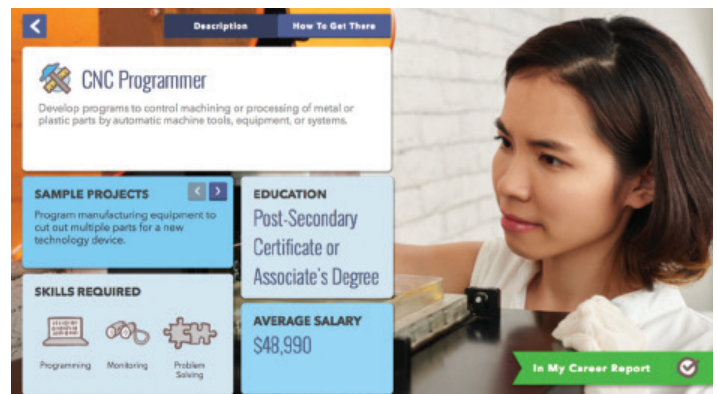 Description
How To Get There
CNC Programmer
Develop programs to control machining or processing of metal or
plastic parts by automatic machine tools, equipment, or systems.
SAMPLE PROJECTS
Program manufacturing equipment to
cut out multiple parts for a new
technology device.
EDUCATION
Post-Secondary
Certificate or
Associate's Degree
SKILLS REQUIRED
Programming
Monitoring
Problem
Solving
AVERAGE SALARY
$48,990
In My Career Report